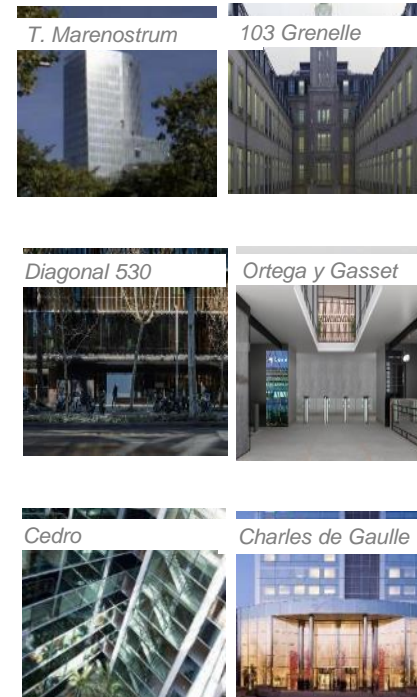 T. Marenostrum
103 Grenelle
Diagonal 530
Ortega y Gasset
Cedro
Charles de Gaulle